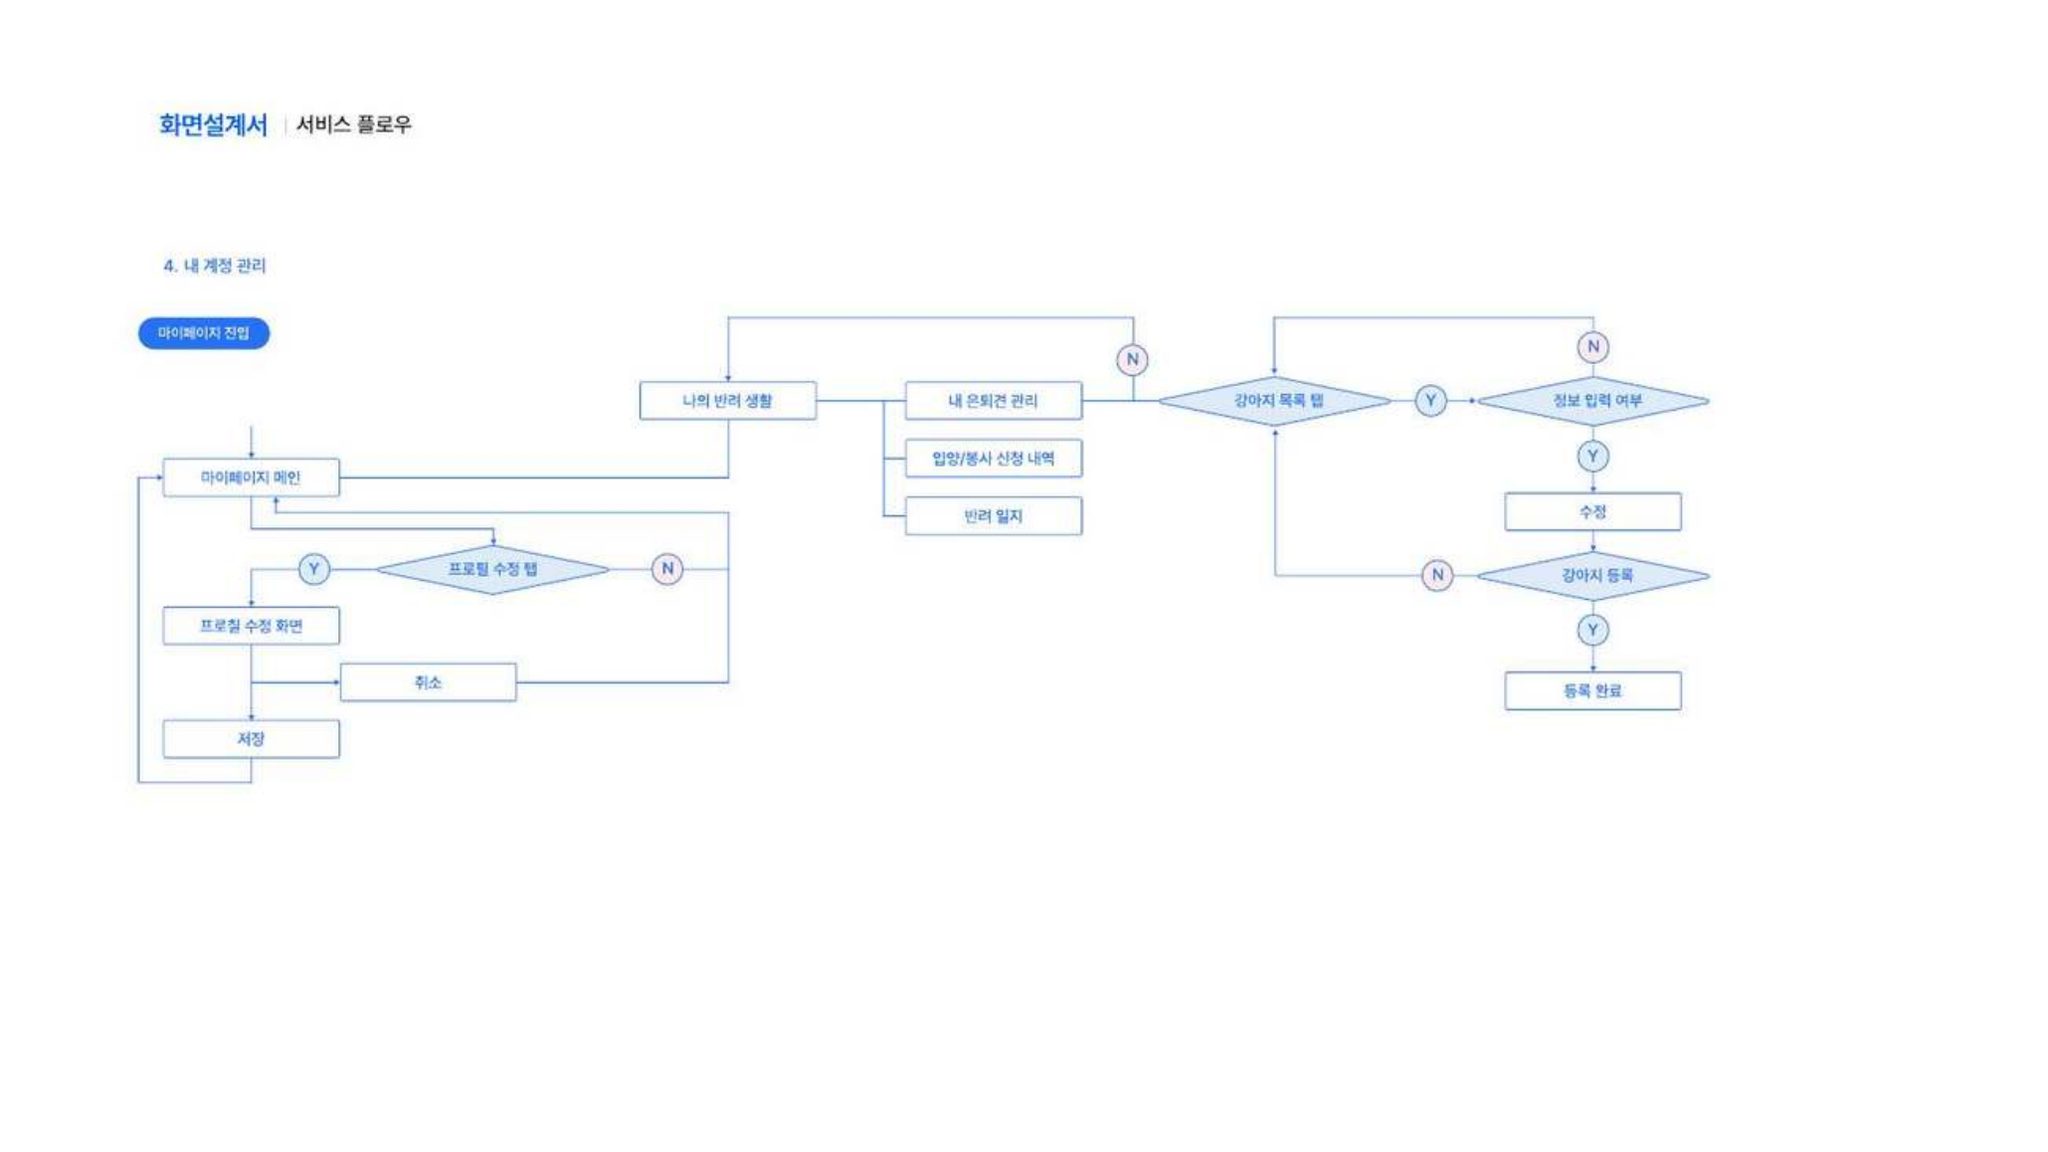 화면설계서 | 서비스 플로우
4. 내 계정 관리
마이페이지 진입
N
N
나의 반려 생활
내 은퇴견 관리
강아지 목록 탭
Y
정보 입력 여부
입양/봉사 신청 내역
Y
마이페이지 메인
반려 일지
수정
Y
프로필 수정 탭
N
N
강아지 등록
프로칠 수정 화면
Y
취소
등록 완료
저장